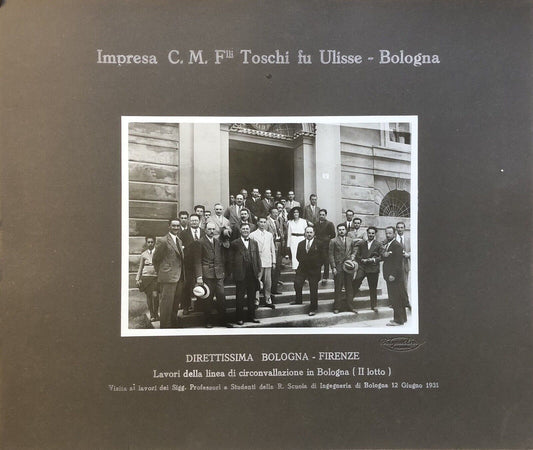 Impresa C. M. Flli Toschi fu Ulisse - Bologna
DIRETTISSIMA BOLOGNA - FIRENZE
Lavori della linea di circonvallazione in Bologna ( II lotto )
Visita ai lavori dei Sigg. Professori e Studenti della R. Scuola di Ingegneria di Bologna 12 Giugno 1931